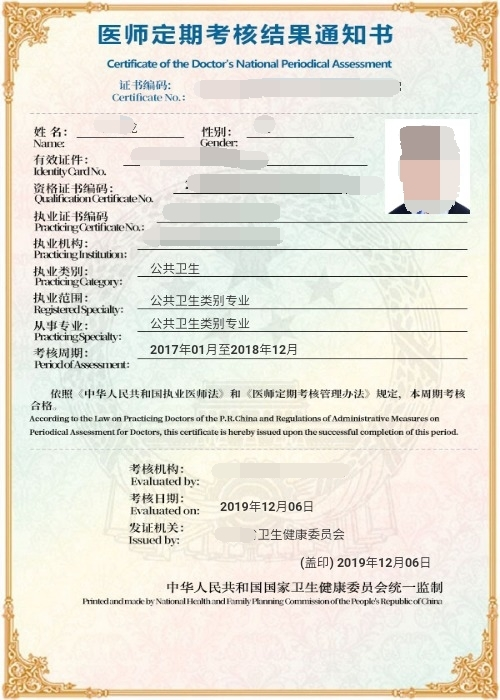 医师定期考核结果通知书
Certificate of the Doctor's National Periodical Assessment
证书编码:
Certificate No.:
姓 名: 性别:
Name: Gender:
有效证件:
Identity Card No.
资格证书编码:
Qualification Certificate No.
执业证书编码
Practicing Certificate No.:
执业机构:
Practicing Institution:
执业类别: 公共卫生
Practicing Category:
执业范围: 公共卫生类别专业
Registered Specialty:
从事专业: 公共卫生类别专业
Practicing Specialty:
考核周期: 2017年01月至2018年12月
Period of Assessment:
依照《中华人民共和国执业医师法》和《医师定期考核管理办法》规定,本周期考核
合格。
According to the Law on Practicing Doctors of the P.R.China and Regulations of Administrative Measures on
Periodical Assessment for Doctors, this certificate is hereby issued upon the successful completion of this period.
考核机构:
Evaluated by:
考核日期: 2019年12月06日
Evaluated on:
发证机关: 卫生健康委员会
Issued by:
(盖印) 2019年12月06日
中华人民共和国国家卫生健康委员会统一监制
Printed and made by National Health and Family Planning Commission of the People's Republic of China